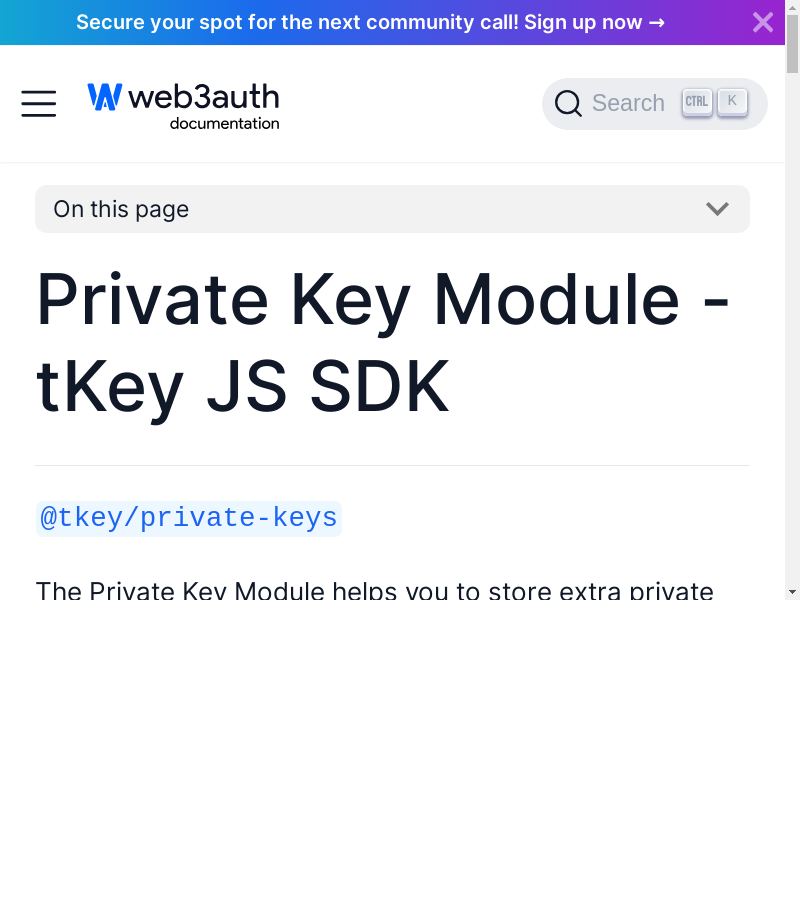 Secure your spot for the next community call! Sign up now →
web3auth
documentation
Search CTRL K
On this page
Private Key Module -
tKey JS SDK
@tkey/private-keys
The Private Key Module helps you to store extra private